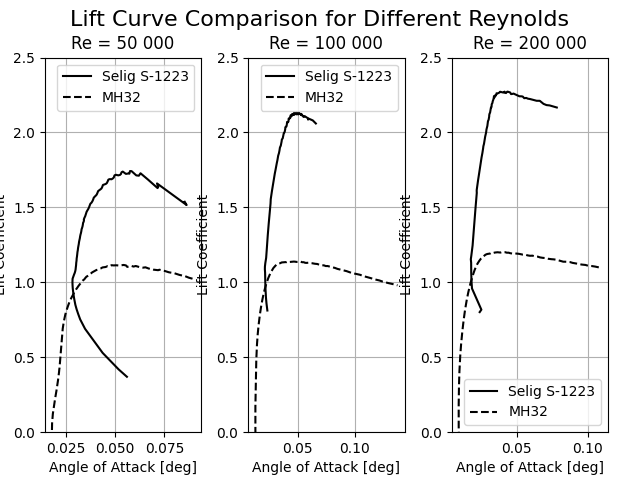 Lift Curve Comparison for Different Reynolds
Re = 50 000
Re = 100 000
Re = 200 000
2.5
2.0
1.5
1.0
0.5
0.0
Lift Coefficient
Selig S-1223
MH32
0.025
0.050
0.075
Angle of Attack [deg]
2.5
2.0
1.5
1.0
0.5
0.0
Lift Coefficient
Selig S-1223
MH32
0.05
0.10
Angle of Attack [deg]
2.5
2.0
1.5
1.0
0.5
0.0
Lift Coefficient
Selig S-1223
MH32
0.05
0.10
Angle of Attack [deg]